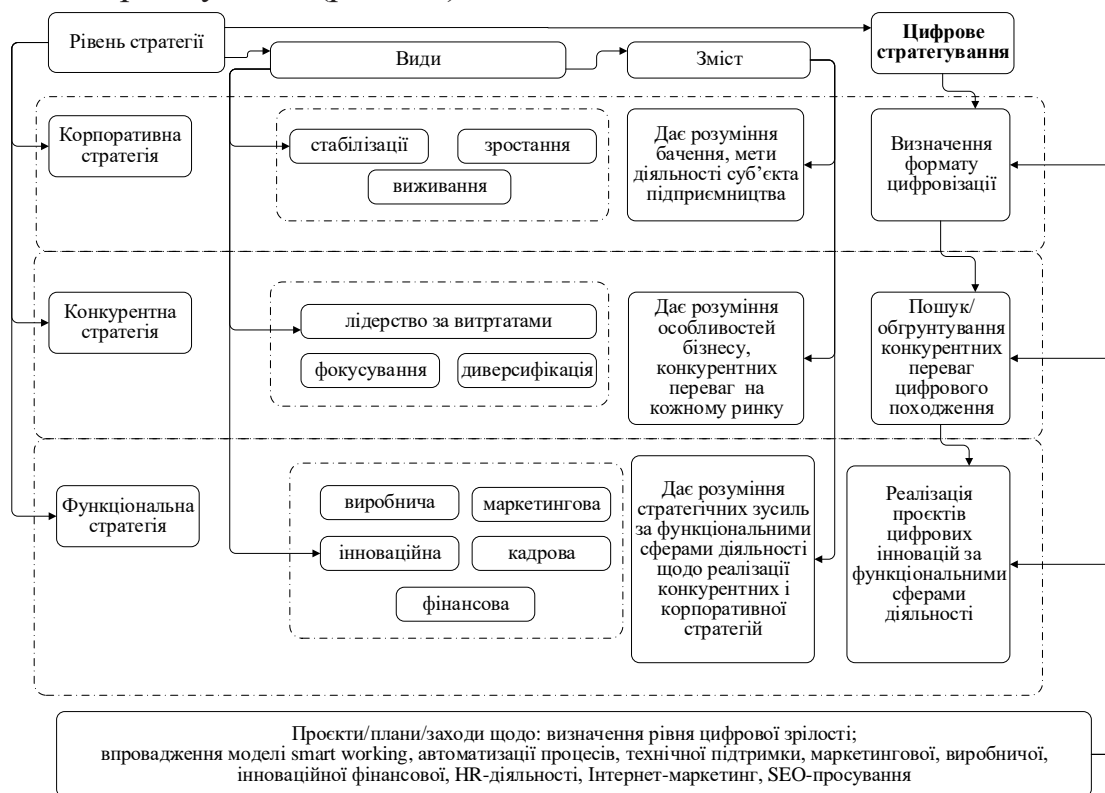 Рівень стратегії
Види
Зміст
Цифрове
стратегування
Корпоративна
стратегія
стабілізації
зростання
виживання
Дає розуміння
бачення, мети
діяльності суб’єкта
підприємництва
Визначення
формату
цифровізації
Конкурентна
стратегія
лідерство за витртатами
фокусування
диверсифікація
Дає розуміння
особливостей
бізнесу,
конкурентних
переваг на
кожному ринку
Пошук/
обгрунтування
конкурентних
переваг
цифрового
походження
Функціональна
стратегія
виробнича
маркетингова
інноваційна
кадрова
фінансова
Дає розуміння
стратегічних зусиль
за функціональними
сферами діяльності
щодо реалізації
конкурентних і
корпоративної
стратегій
Реалізація
проєктів
цифрових
інновацій за
функціональними
сферами
діяльності
Проєкти/плани/заходи щодо: визначення рівня цифрової зрілості;
впровадження моделі smart working, автоматизації процесів, технічної підтримки, маркетингової, виробничої,
інноваційної фінансової, HR-діяльності, Інтернет-маркетинг, SEO-просування